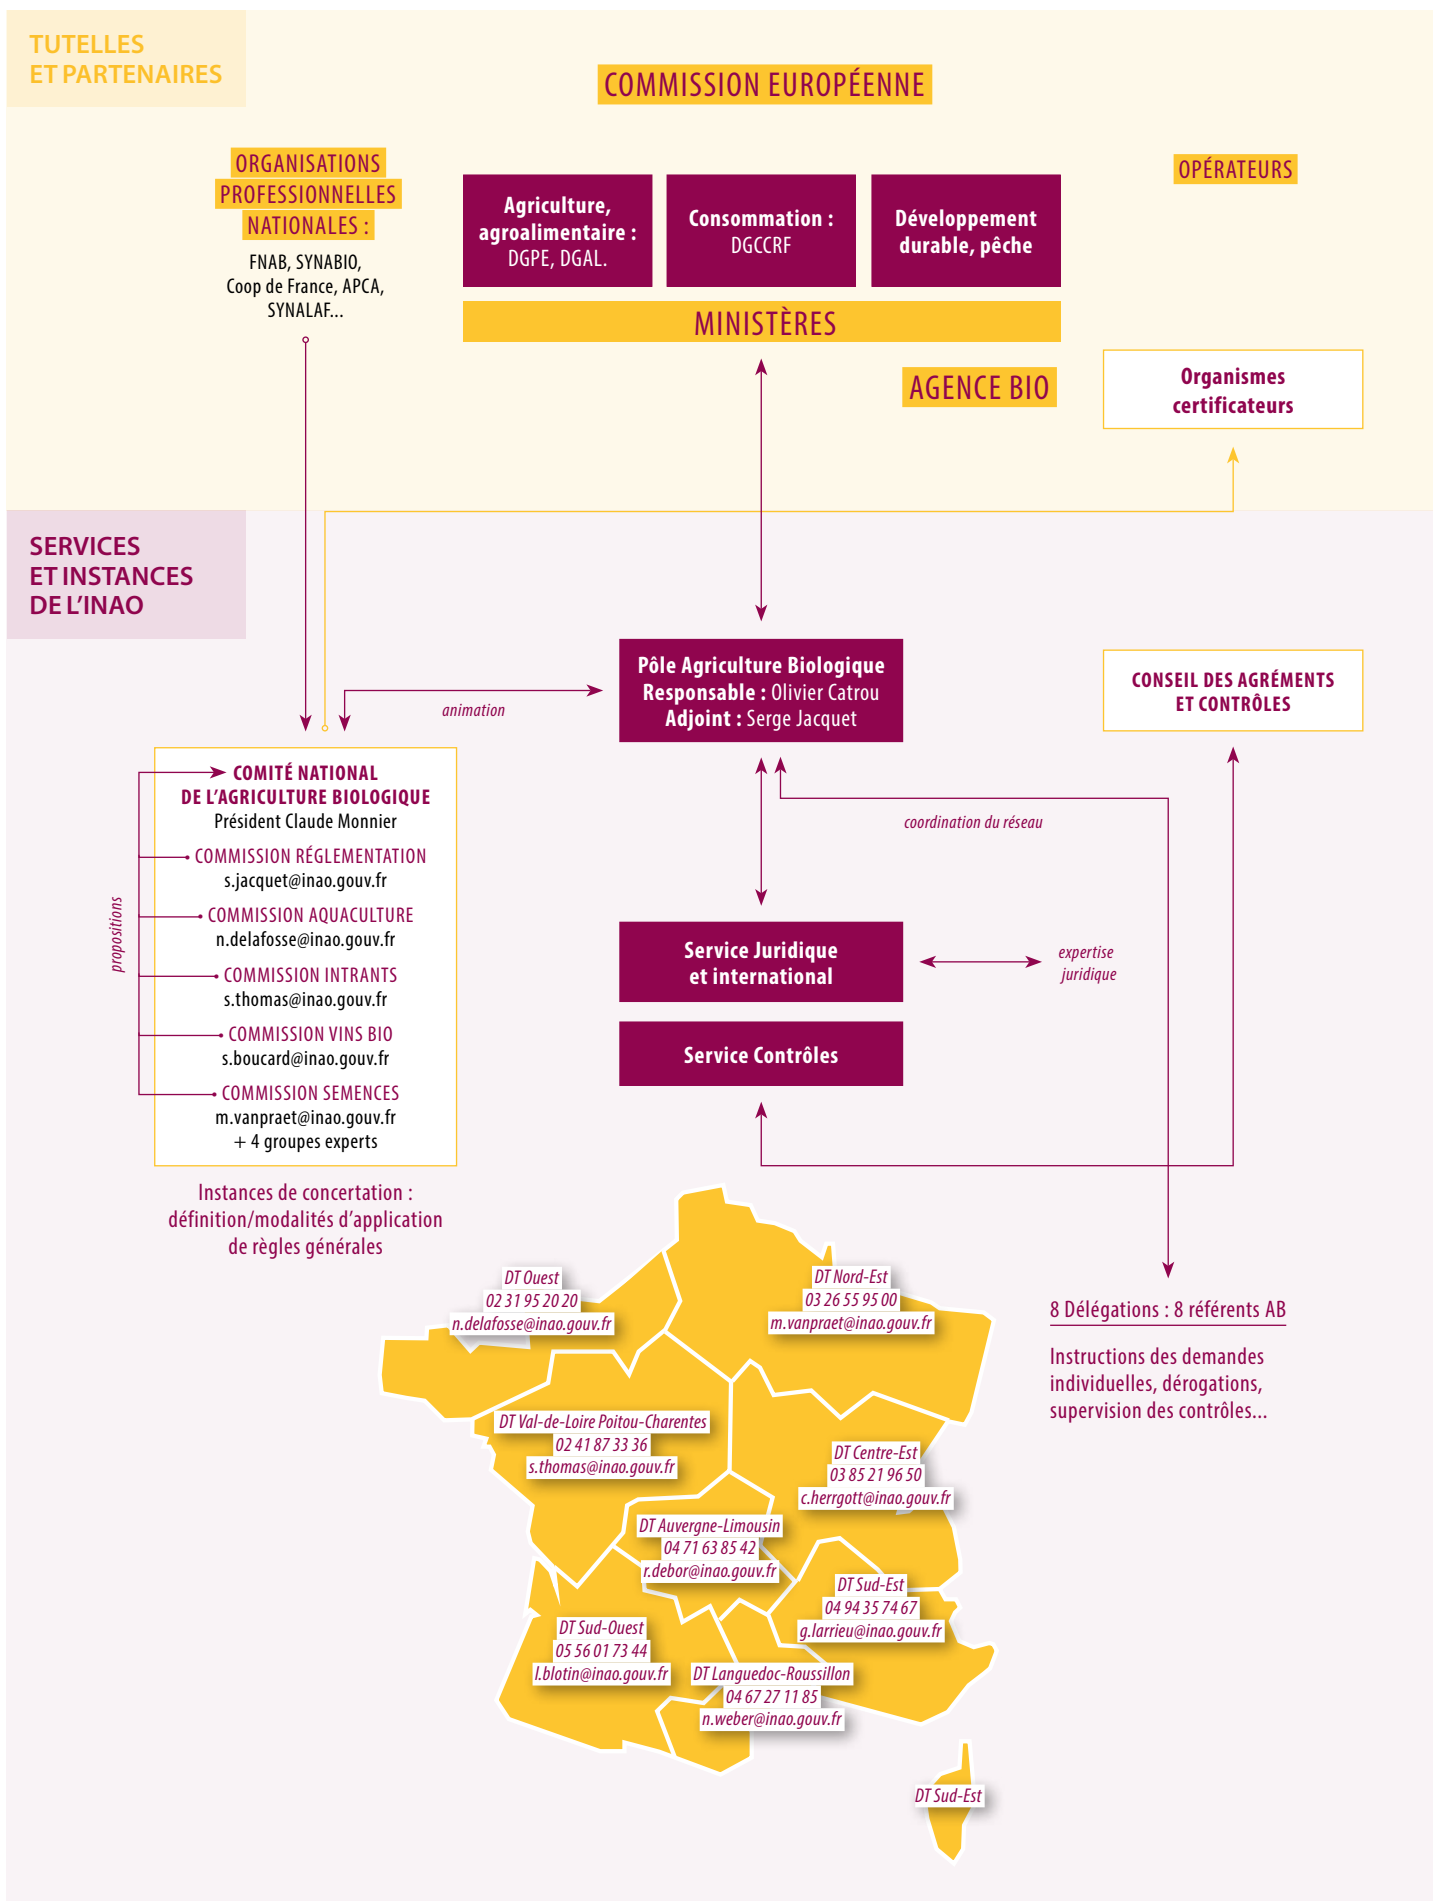 TUTELLES
ET PARTENAIRES
COMMISSION EUROPÉENNE
ORGANISATIONS
PROFESSIONNELLES
NATIONALES :
FNAB, SYNABIO,
Coop de France, APCA,
SYNALAF...
Agriculture,
agroalimentaire :
DGPE, DGAL.
Consommation :
DGCCRF
Développement
durable, pêche
MINISTÈRES
OPÉRATEURS
AGENCE BIO
Organismes
certificateurs
SERVICES
ET INSTANCES
DE L'INAO
Pôle Agriculture Biologique
Responsable : Olivier Catrou
Adjoint : Serge Jacquet
CONSEIL DES AGRÉMENTS
ET CONTRÔLES
animation
COMITÉ NATIONAL
DE L'AGRICULTURE BIOLOGIQUE
Président Claude Monnier
COMMISSION RÉGLEMENTATION
s.jacquet@inao.gouv.fr
COMMISSION AQUACULTURE
n.delafosse@inao.gouv.fr
COMMISSION INTRANTS
s.thomas@inao.gouv.fr
COMMISSION VINS BIO
s.boucard@inao.gouv.fr
COMMISSION SEMENCES
m.vanpraet@inao.gouv.fr
+ 4 groupes experts
propositions
Instances de concertation :
définition/modalités d'application
de règles générales
coordination du réseau
Service Juridique
et international
expertise
juridique
Service Contrôles
8 Délégations : 8 référents AB
Instructions des demandes
individuelles, dérogations,
supervision des contrôles...
DT Ouest
02 31 95 20 20
n.delafosse@inao.gouv.fr
DT Nord-Est
03 26 55 95 00
m.vanpraet@inao.gouv.fr
DT Val-de-Loire Poitou-Charentes
02 41 87 33 36
s.thomas@inao.gouv.fr
DT Centre-Est
03 85 21 96 50
c.herrgott@inao.gouv.fr
DT Auvergne-Limousin
04 71 63 85 42
r.debor@inao.gouv.fr
DT Sud-Est
04 94 35 74 67
g.larrieu@inao.gouv.fr
DT Sud-Ouest
05 56 01 73 44
l.blotin@inao.gouv.fr
DT Languedoc-Roussillon
04 67 27 11 85
n.weber@inao.gouv.fr
DT Sud-Est